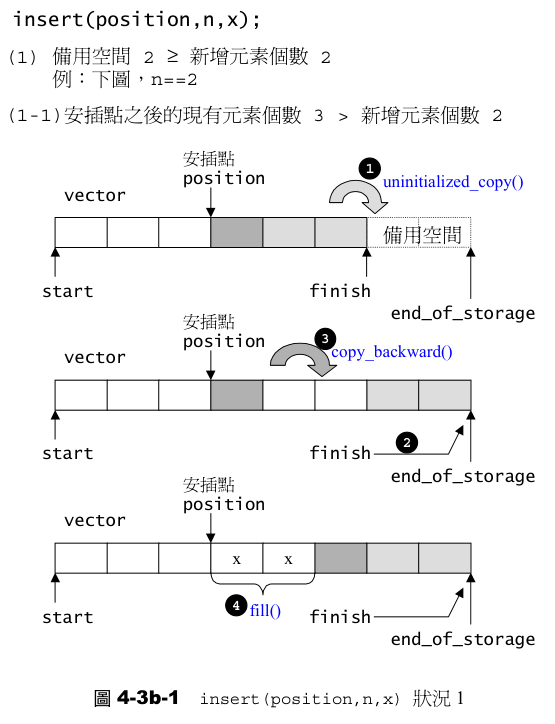 insert(position,n,x);
(1) 備用空間 2 ≥ 新增元素個數 2
例：下圖，n==2
(1-1)安插點之後的現有元素個數 3 > 新增元素個數 2
安插點
position
1
uninitialized_copy()
vector
備用空間
start
finish
end_of_storage
安插點
position
3
copy_backward()
vector
2
start
finish
end_of_storage
安插點
position
vector
x x
4 fill()
start
finish
end_of_storage
圖 4-3b-1 insert(position,n,x) 狀況 1